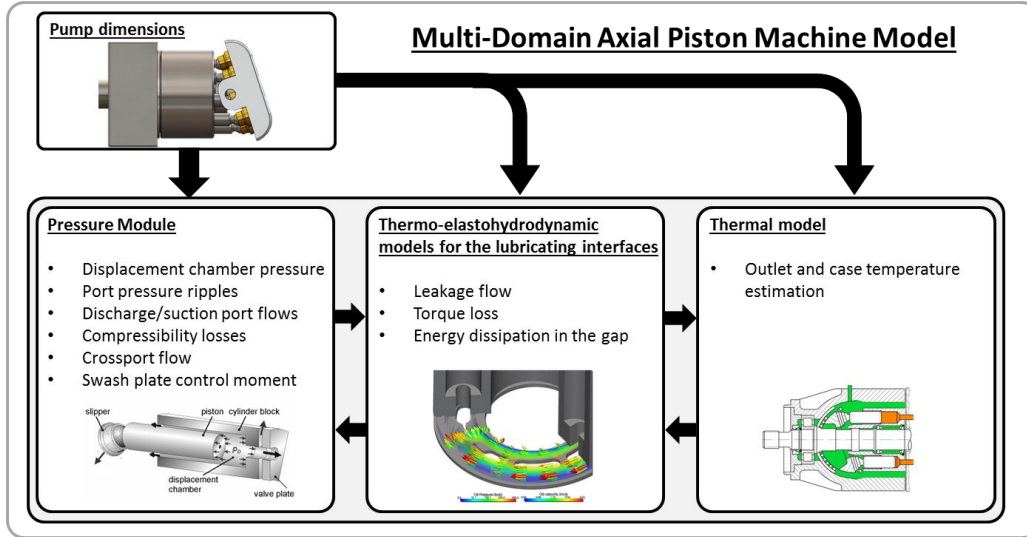 Pump dimensions
Multi-Domain Axial Piston Machine Model
Pressure Module
• Displacement chamber pressure
• Port pressure ripples
• Discharge/suction port flows
• Compressibility losses
• Crossport flow
• Swash plate control moment
slipper
piston
cylinder block
displacement
chamber
valve plate
Thermo-elastohydrodynamic
models for the lubricating interfaces
• Leakage flow
• Torque loss
• Energy dissipation in the gap
Thermal model
• Outlet and case temperature
estimation